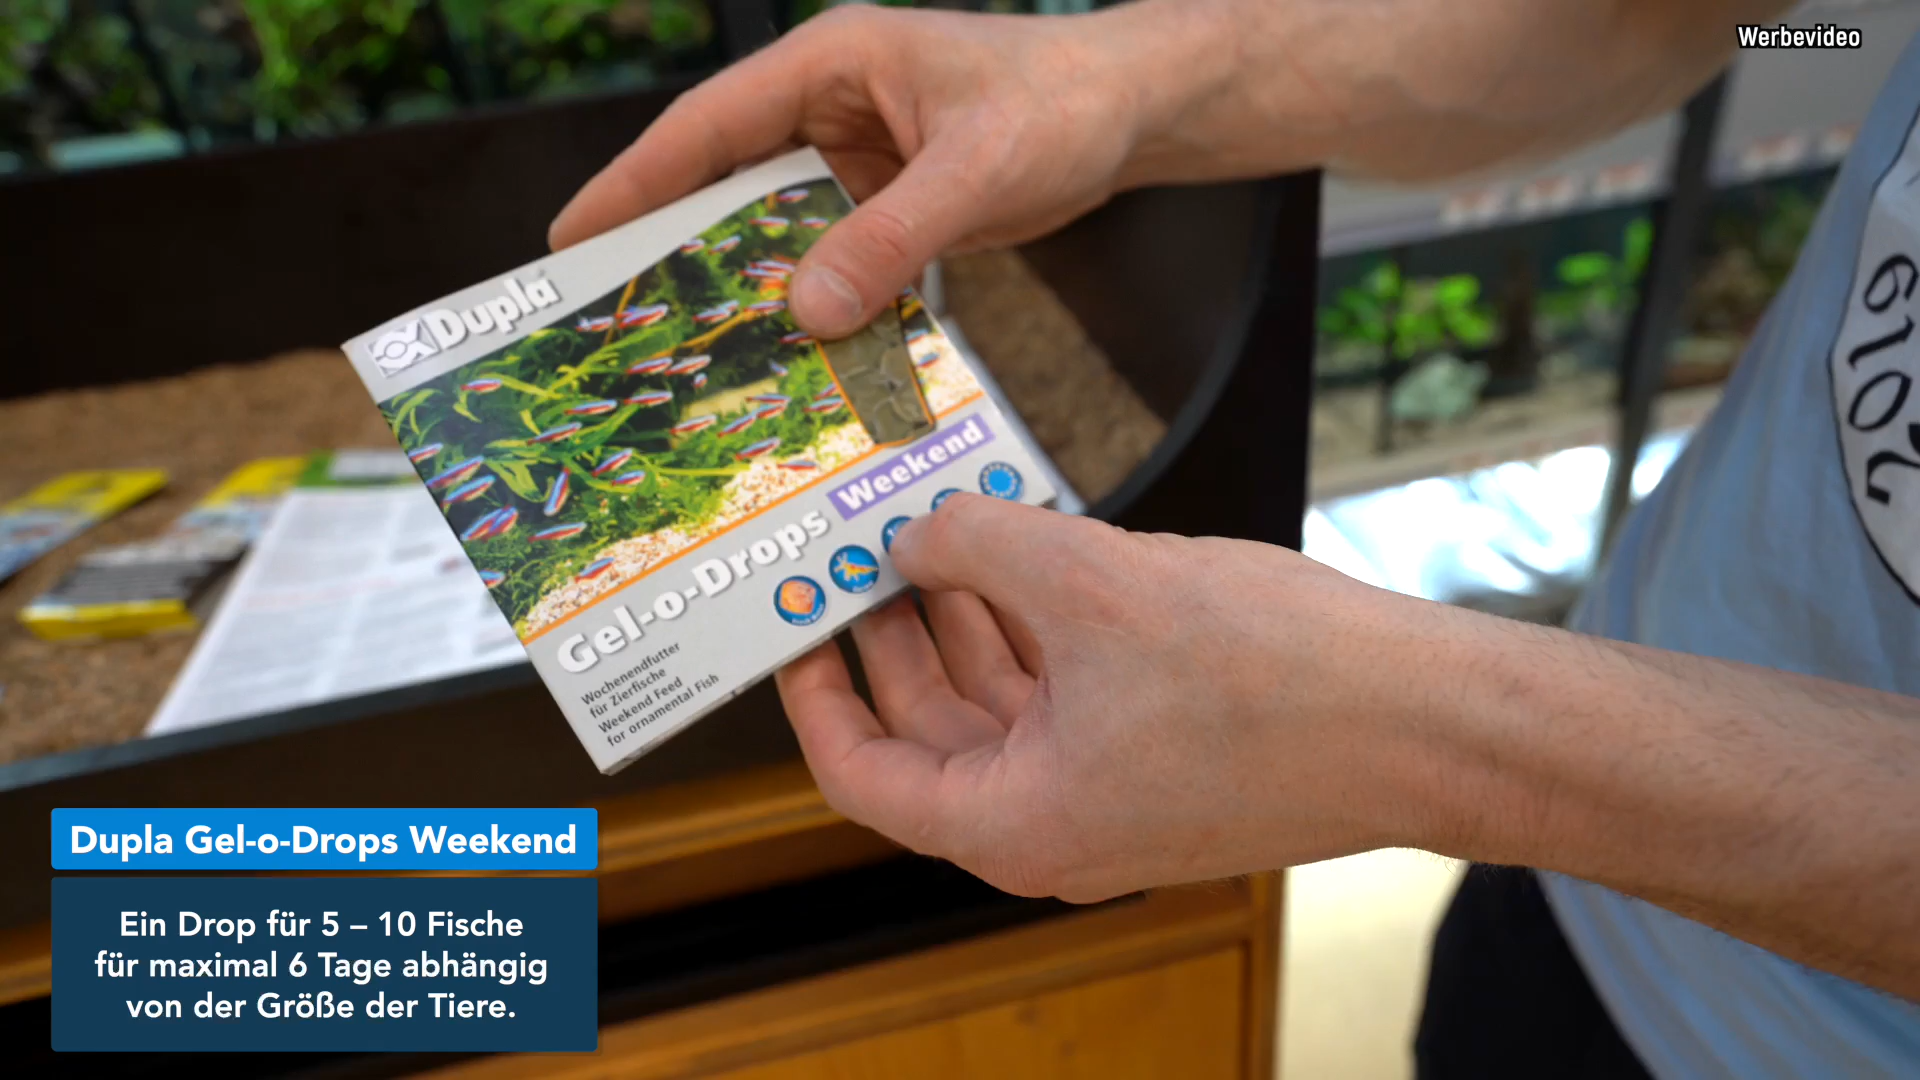 Werbevideo
Dupla
Gel-o-Drops Weekend
Wochenendfutter
für Zierfische
Weekend Feed
for ornamental Fish
2019
Dupla Gel-o-Drops Weekend
Ein Drop für 5 – 10 Fische
für maximal 6 Tage abhängig
von der Größe der Tiere.